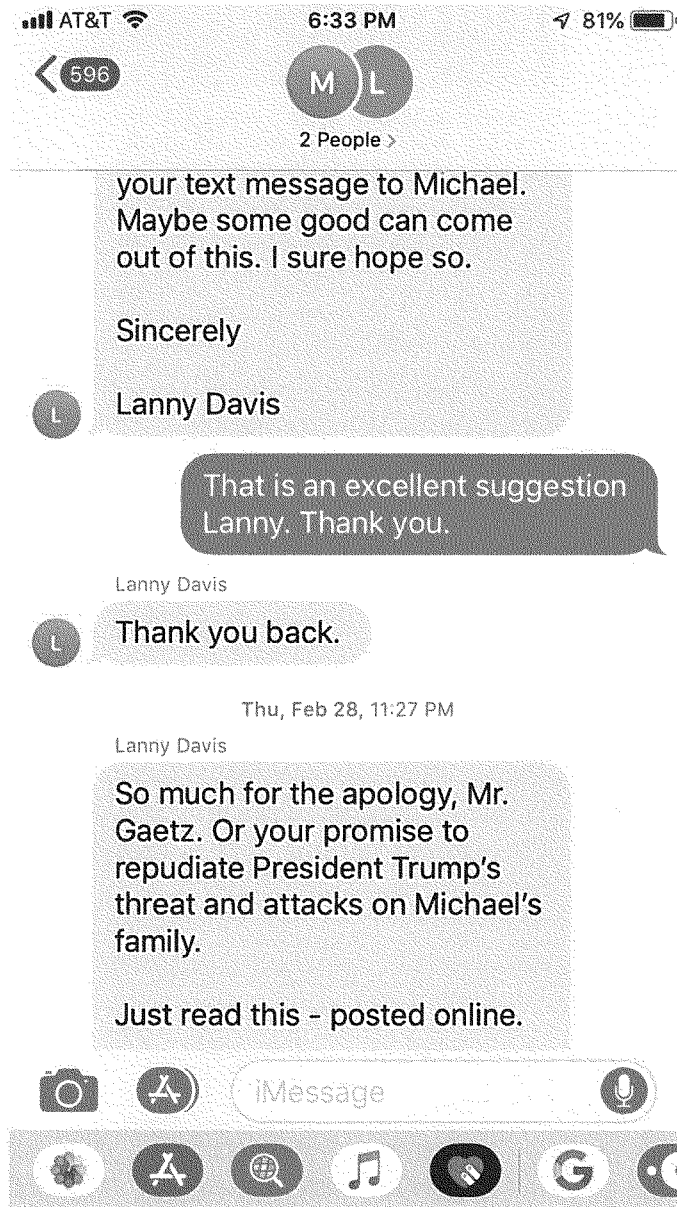 AT&T
6:33 PM
81%
596
M L
2 People >
your text message to Michael.
Maybe some good can come
out of this. I sure hope so.
Sincerely
Lanny Davis
L
That is an excellent suggestion
Lanny. Thank you.
Lanny Davis
Thank you back.
L
Thu, Feb 28, 11:27 PM
Lanny Davis
So much for the apology, Mr.
Gaetz. Or your promise to
repudiate President Trump's
threat and attacks on Michael's
family.
Just read this - posted online.
iMessage
G